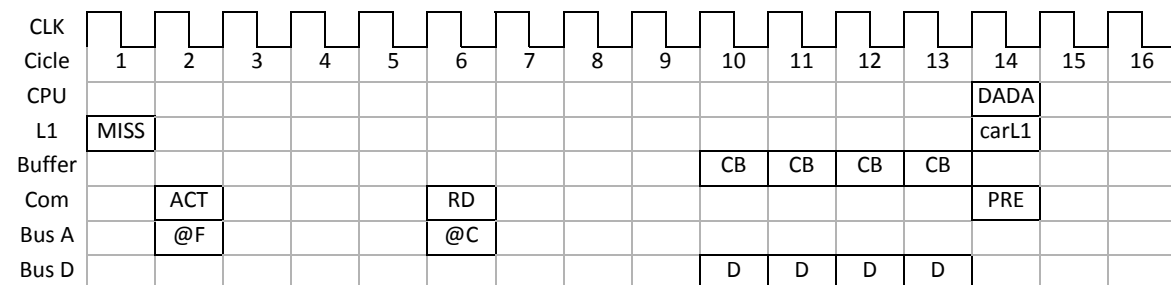 CLK
Cicle 1 2 3 4 5 6 7 8 9 10 11 12 13 14 15 16
CPU DADA
L1 MISS carL1
Buffer CB CB CB CB
Com ACT RD PRE
Bus A @F @C
Bus D D D D D